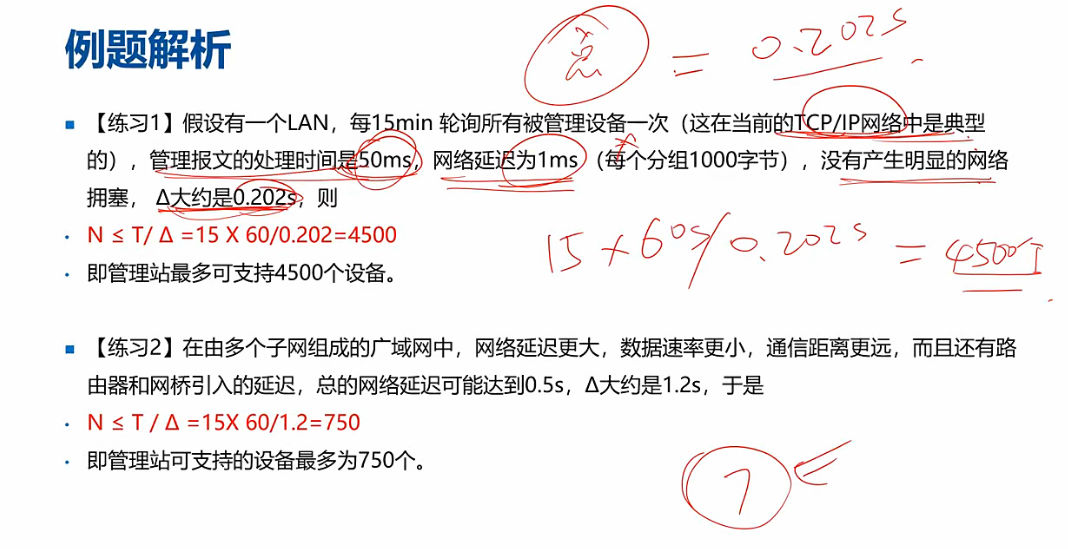 例题解析
总 = 0.202s
【练习1】假设有一个LAN，每15min 轮询所有被管理设备一次（这在当前的TCP/IP网络中是典型
的），管理报文的处理时间是50ms，网络延迟为1ms（每个分组1000字节），没有产生明显的网络
拥塞， Δ大约是0.202s，则
N ≤ T/ Δ =15 X 60/0.202=4500
15 × 60s/0.202s = 4500个
即管理站最多可支持4500个设备。
【练习2】在由多个子网组成的广域网中，网络延迟更大，数据速率更小，通信距离更远，而且还有路
由器和网桥引入的延迟，总的网络延迟可能达到0.5s，Δ大约是1.2s，于是
N ≤ T / Δ =15X 60/1.2=750
即管理站可支持的设备最多为750个。